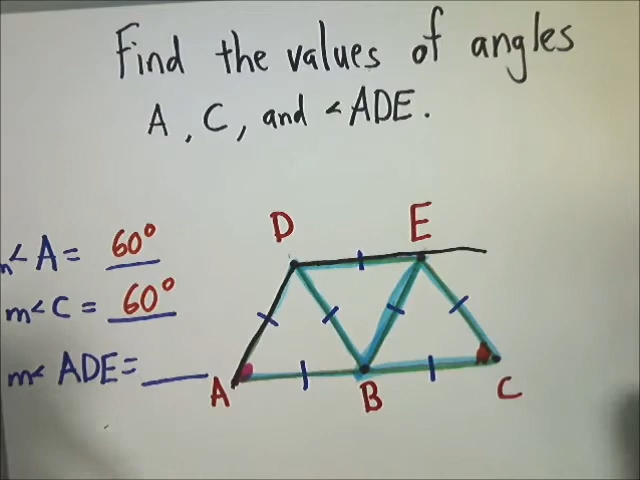 Find the values of angles
A, C, and ∢ADE.
D E
m∢A = 60°
m∢C = 60°
m∢ADE = ___
A B C